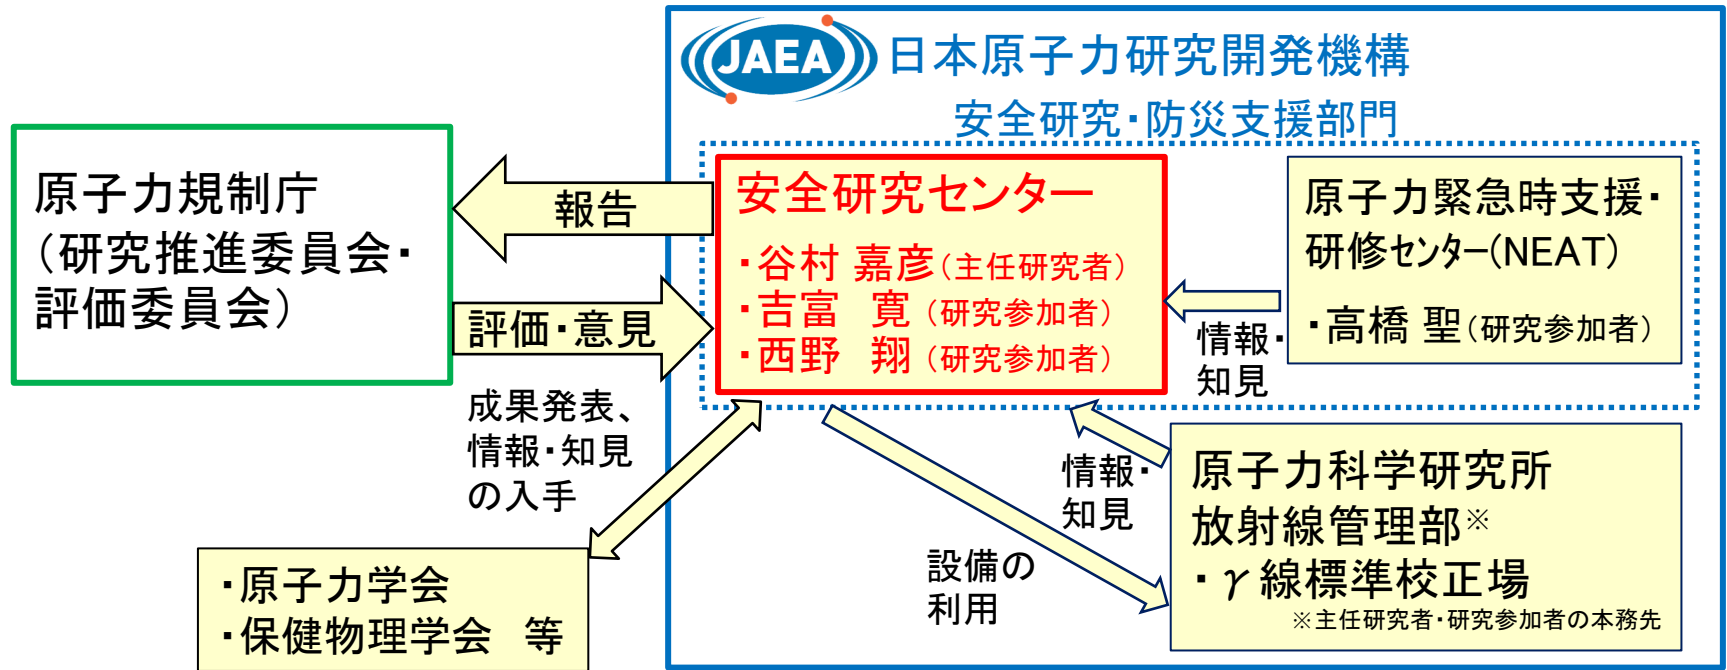 JAEA 日本原子力研究開発機構
安全研究・防災支援部門
原子力規制庁
（研究推進委員会・
評価委員会）
報告
評価・意見
安全研究センター
・谷村 嘉彦（主任研究者）
・吉富　寛（研究参加者）
・西野　翔（研究参加者）
原子力緊急時支援・
研修センター(NEAT)
・高橋 聖（研究参加者）
情報・
知見
成果発表、
情報・知見
の入手
・原子力学会
・保健物理学会　等
情報・
知見
設備の
利用
原子力科学研究所
放射線管理部※
・γ線標準校正場
※主任研究者・研究参加者の本務先